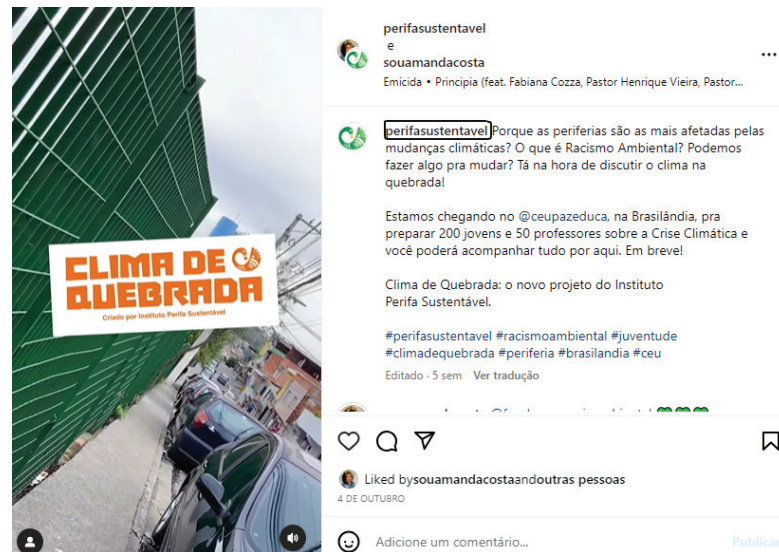 CLIMA DE
QUEBRADA
Criado por Instituto Perifa Sustentável
perifasustentavel
e
souamandacosta
Emicida • Principia (feat. Fabiana Cozza, Pastor Henrique Vieira, Pastor...
perifasustentavel Porque as periferias são as mais afetadas pelas
mudanças climáticas? O que é Racismo Ambiental? Podemos
fazer algo pra mudar? Tá na hora de discutir o clima na
quebrada!
Estamos chegando no @ceupazeduca, na Brasilândia, pra
preparar 200 jovens e 50 professores sobre a Crise Climática e
você poderá acompanhar tudo por aqui. Em breve!
Clima de Quebrada: o novo projeto do Instituto
Perifa Sustentável.
#perifasustentavel #racismoambiental #juventude
#climadequebrada #periferia #brasilandia #ceu
Editado · 5 sem Ver tradução
Liked bysouamandacostaandoutras pessoas
4 DE OUTUBRO
Adicione um comentário...
Publicar